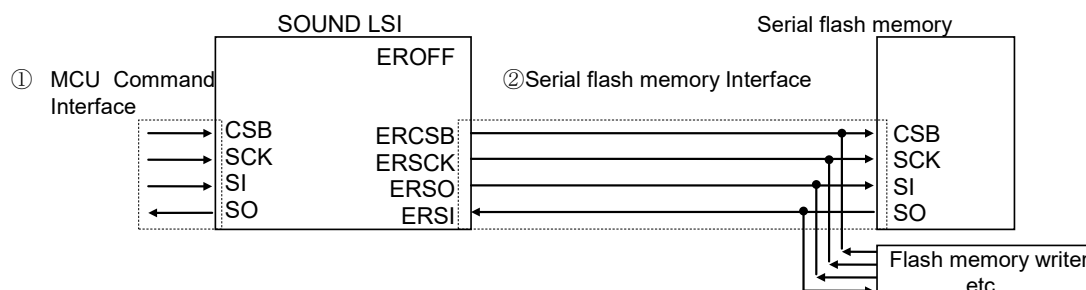 SOUND LSI
Serial flash memory
EROFF
① MCU Command
Interface
②Serial flash memory Interface
CSB
SCK
SI
SO
ERCSB
ERSCK
ERSO
ERSI
CSB
SCK
SI
SO
Flash memory writer
etc